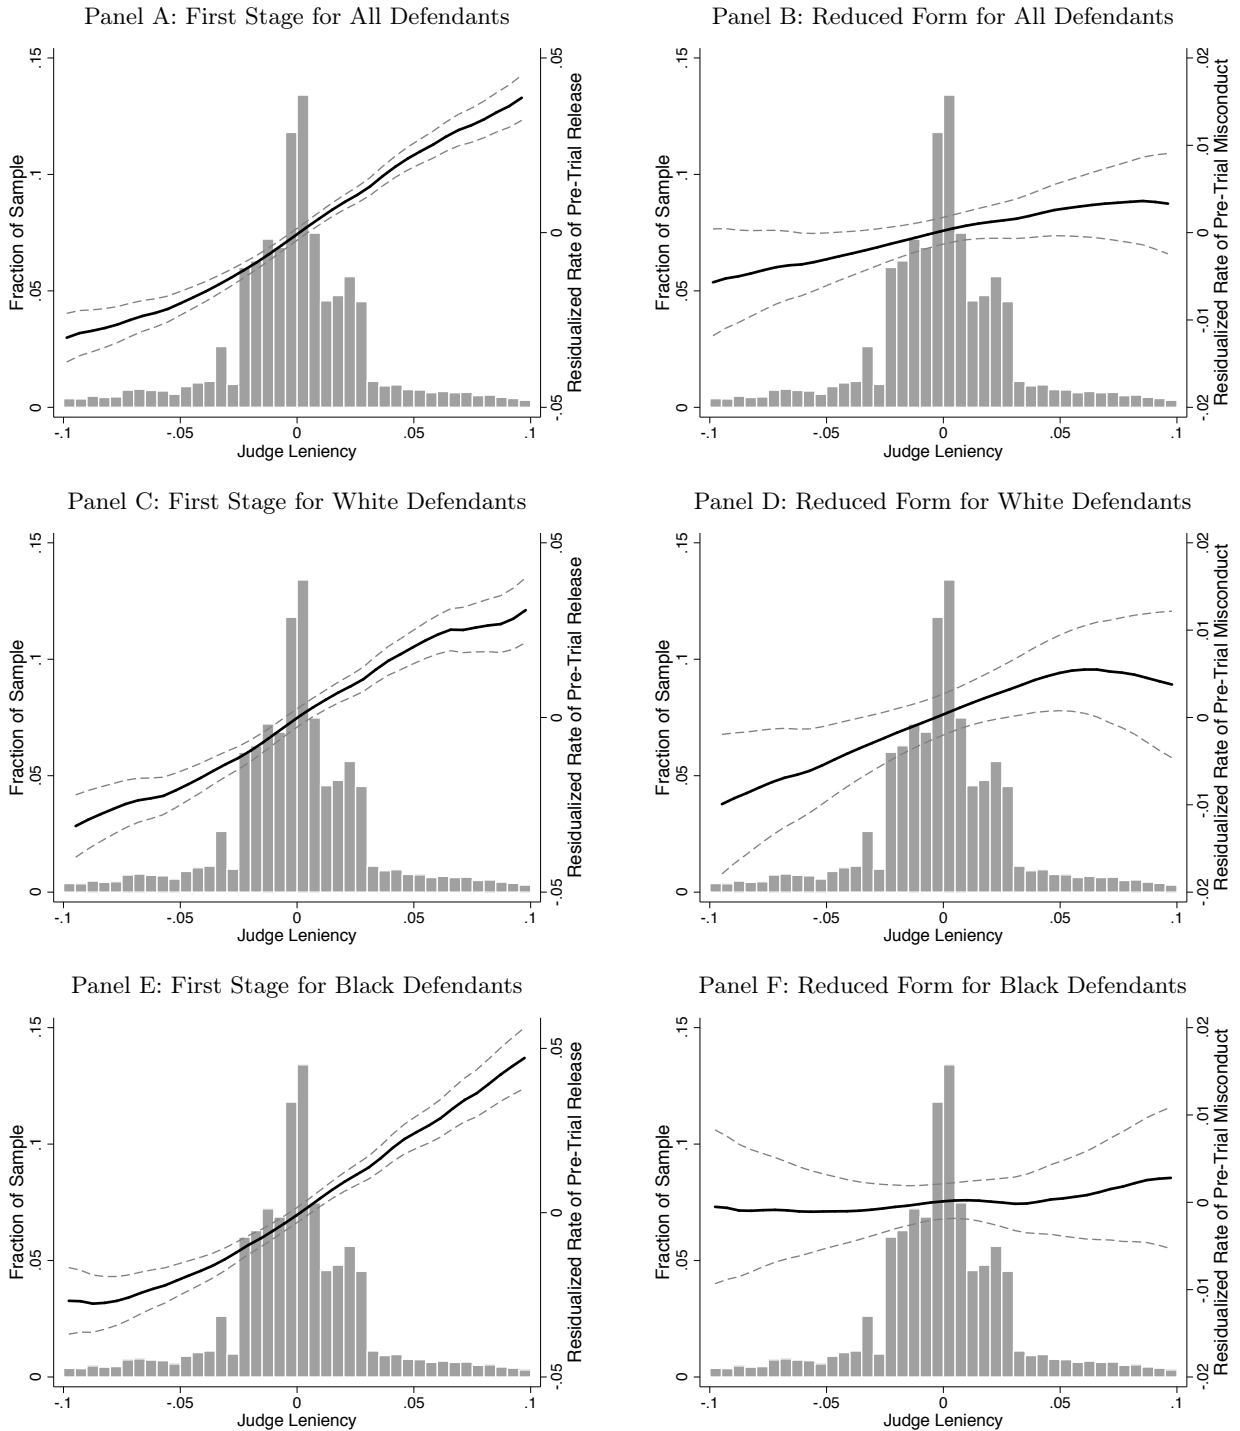 Panel A: First Stage for All Defendants
Fraction of Sample
0 .05 .1 .15
Residualized Rate of Pre-Trial Release
-.05 0 .05
-.1 -.05 0 .05 .1
Judge Leniency
Panel B: Reduced Form for All Defendants
Fraction of Sample
0 .05 .1 .15
Residualized Rate of Pre-Trial Misconduct
-.02 -.01 0 .01 .02
-.1 -.05 0 .05 .1
Judge Leniency
Panel C: First Stage for White Defendants
Fraction of Sample
0 .05 .1 .15
Residualized Rate of Pre-Trial Release
-.05 0 .05
-.1 -.05 0 .05 .1
Judge Leniency
Panel D: Reduced Form for White Defendants
Fraction of Sample
0 .05 .1 .15
Residualized Rate of Pre-Trial Misconduct
-.02 -.01 0 .01 .02
-.1 -.05 0 .05 .1
Judge Leniency
Panel E: First Stage for Black Defendants
Fraction of Sample
0 .05 .1 .15
Residualized Rate of Pre-Trial Release
-.05 0 .05
-.1 -.05 0 .05 .1
Judge Leniency
Panel F: Reduced Form for Black Defendants
Fraction of Sample
0 .05 .1 .15
Residualized Rate of Pre-Trial Misconduct
-.02 -.01 0 .01 .02
-.1 -.05 0 .05 .1
Judge Leniency